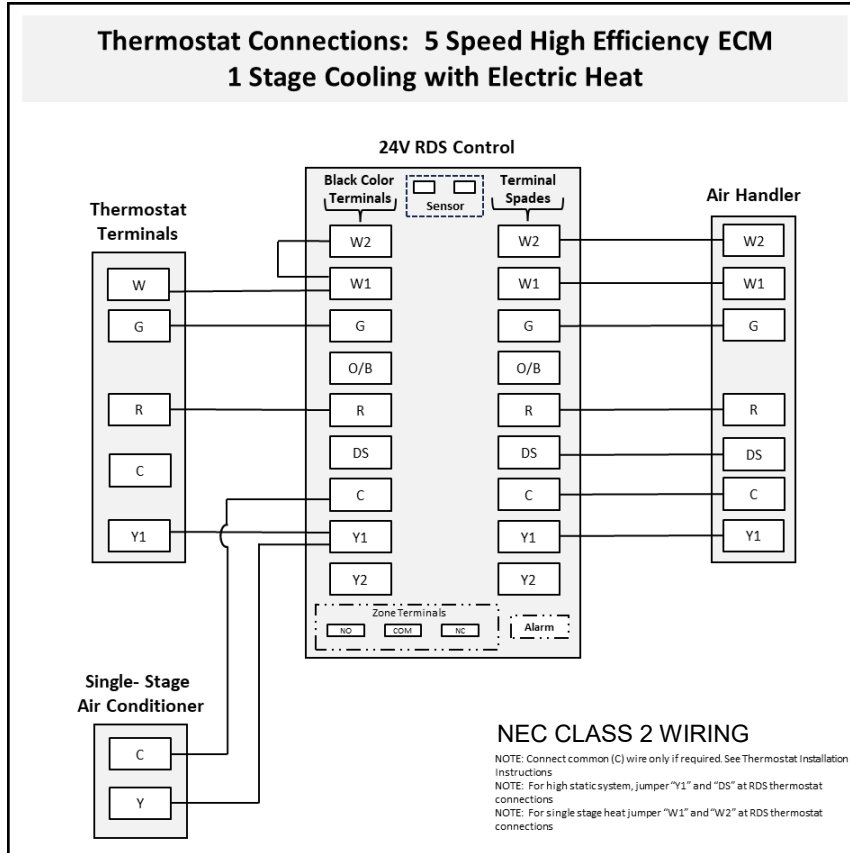 Thermostat Connections: 5 Speed High Efficiency ECM
1 Stage Cooling with Electric Heat
24V RDS Control
Black Color
Terminals
Sensor
Terminal
Spades
Thermostat
Terminals
W
G
R
C
Y1
W2
W1
G
O/B
R
DS
C
Y1
Y2
W2
W1
G
O/B
R
DS
C
Y1
Y2
Zone Terminals
NO
COM
NC
Alarm
Air Handler
W2
W1
G
R
DS
C
Y1
Single- Stage
Air Conditioner
C
Y
NEC CLASS 2 WIRING
NOTE: Connect common (C) wire only if required. See Thermostat Installation
Instructions
NOTE: For high static system, jumper “Y1” and “DS” at RDS thermostat
connections
NOTE: For single stage heat jumper “W1” and “W2” at RDS thermostat
connections